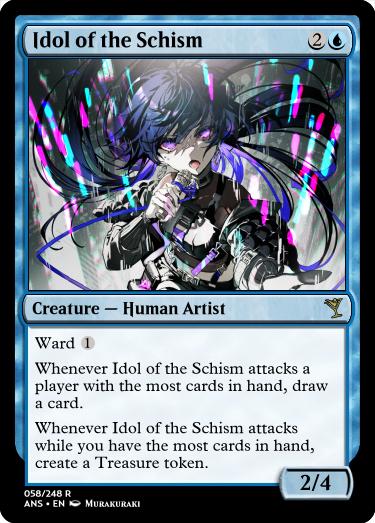 Idol of the Schism 2
Creature — Human Artist
Ward 1
Whenever Idol of the Schism attacks a
player with the most cards in hand, draw
a card.
Whenever Idol of the Schism attacks
while you have the most cards in hand,
create a Treasure token.
2/4
058/248 R
ANS • EN Murakuraki